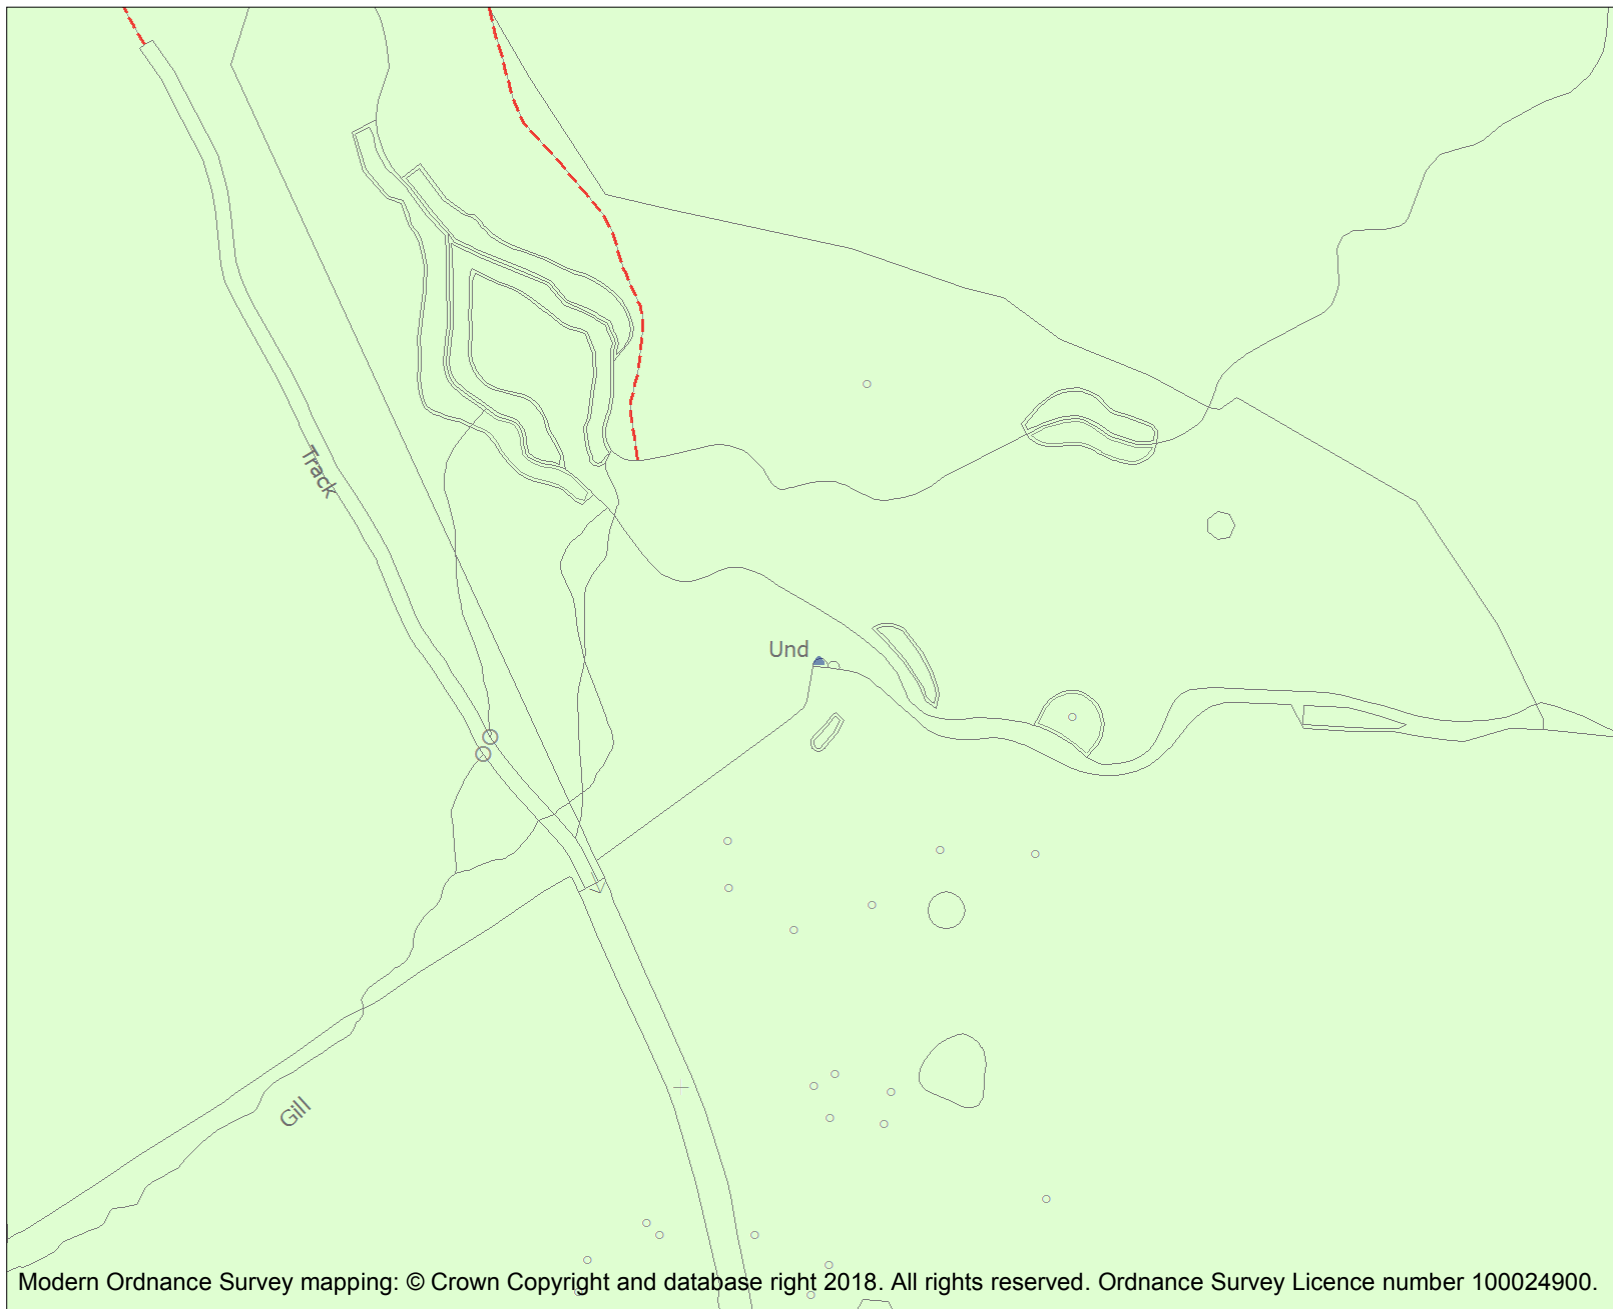 Track
Und
Gill
Modern Ordnance Survey mapping: © Crown Copyright and database right 2018. All rights reserved. Ordnance Survey Licence number 100024900.